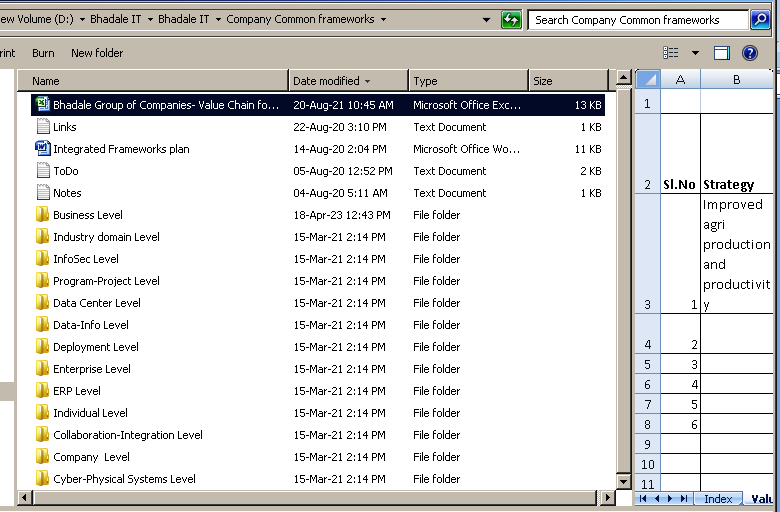 ew Volume (D:) ▸ Bhadale IT ▸ Bhadale IT ▸ Company Common frameworks ▸
Search Company Common frameworks
rint Burn New folder
Name Date modified Type Size
Bhadale Group of Companies- Value Chain fo... 20-Aug-21 10:45 AM Microsoft Office Exc... 13 KB
Links 22-Aug-20 3:10 PM Text Document 1 KB
Integrated Frameworks plan 14-Aug-20 2:04 PM Microsoft Office Wo... 11 KB
ToDo 05-Aug-20 12:52 PM Text Document 2 KB
Notes 04-Aug-20 5:11 AM Text Document 1 KB
Business Level 18-Apr-23 12:43 PM File folder
Industry domain Level 15-Mar-21 2:14 PM File folder
InfoSec Level 15-Mar-21 2:14 PM File folder
Program-Project Level 15-Mar-21 2:14 PM File folder
Data Center Level 15-Mar-21 2:14 PM File folder
Data-Info Level 15-Mar-21 2:14 PM File folder
Deployment Level 15-Mar-21 2:14 PM File folder
Enterprise Level 15-Mar-21 2:14 PM File folder
ERP Level 15-Mar-21 2:14 PM File folder
Individual Level 15-Mar-21 2:14 PM File folder
Collaboration-Integration Level 15-Mar-21 2:14 PM File folder
Company Level 15-Mar-21 2:14 PM File folder
Cyber-Physical Systems Level 15-Mar-21 2:14 PM File folder
A B
1
2 Sl.No Strategy
Improved
agri
production
and
productivit
3 1 y
4 2
5 3
6 4
7 5
8 6
9
10
11
Index Valu